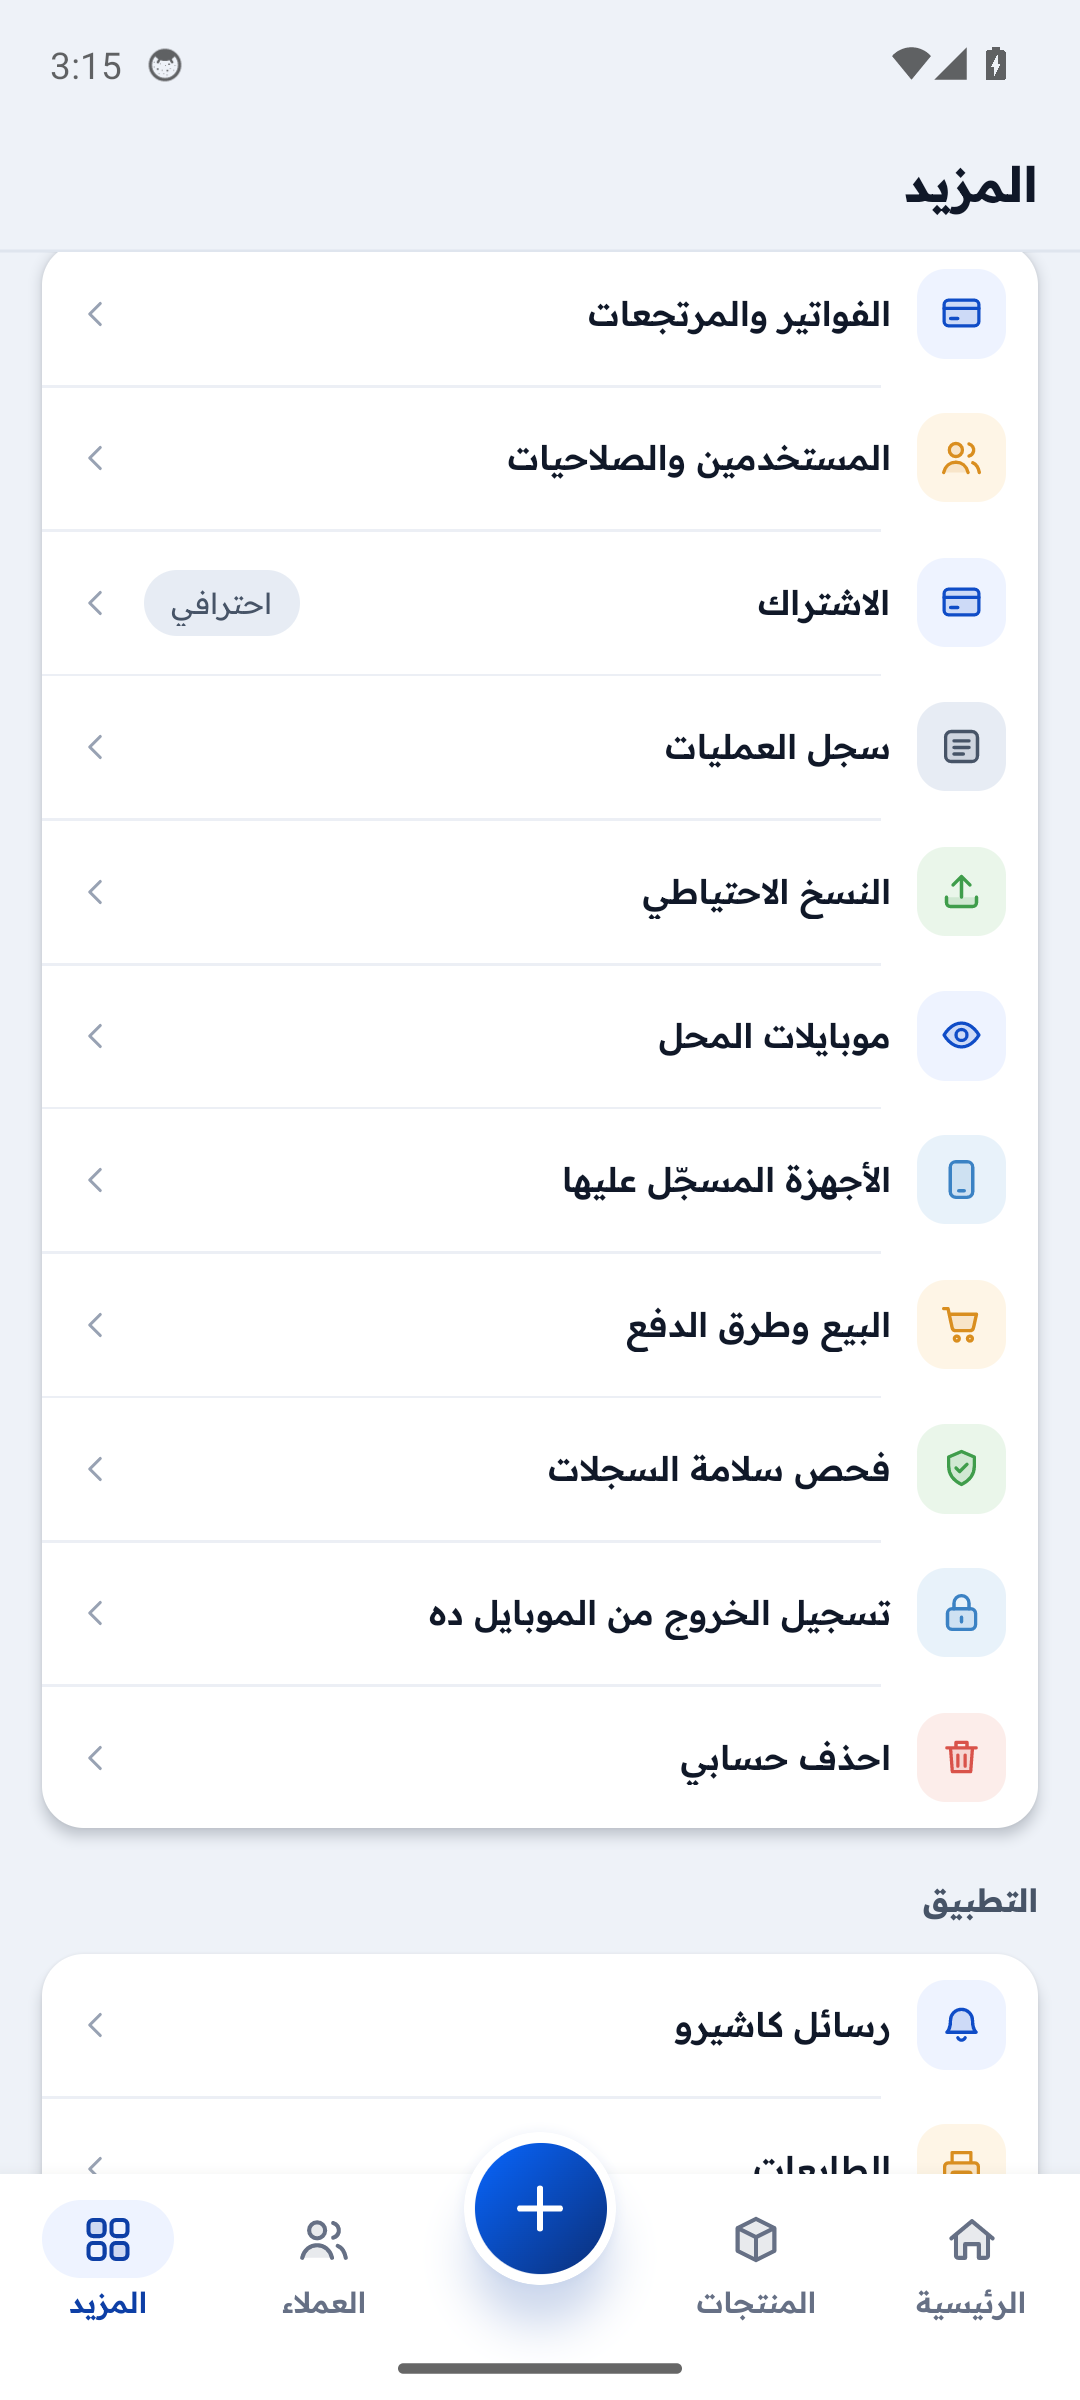 3:15
المزيد
الفواتير والمرتجعات
المستخدمين والصلاحيات
الاشتراك
احترافي
سجل العمليات
النسخ الاحتياطي
موبايلات المحل
الأجهزة المسجّل عليها
البيع وطرق الدفع
فحص سلامة السجلات
تسجيل الخروج من الموبايل ده
احذف حسابي
التطبيق
رسائل كاشيرو
الطابعات
الرئيسية
المنتجات
العملاء
المزيد